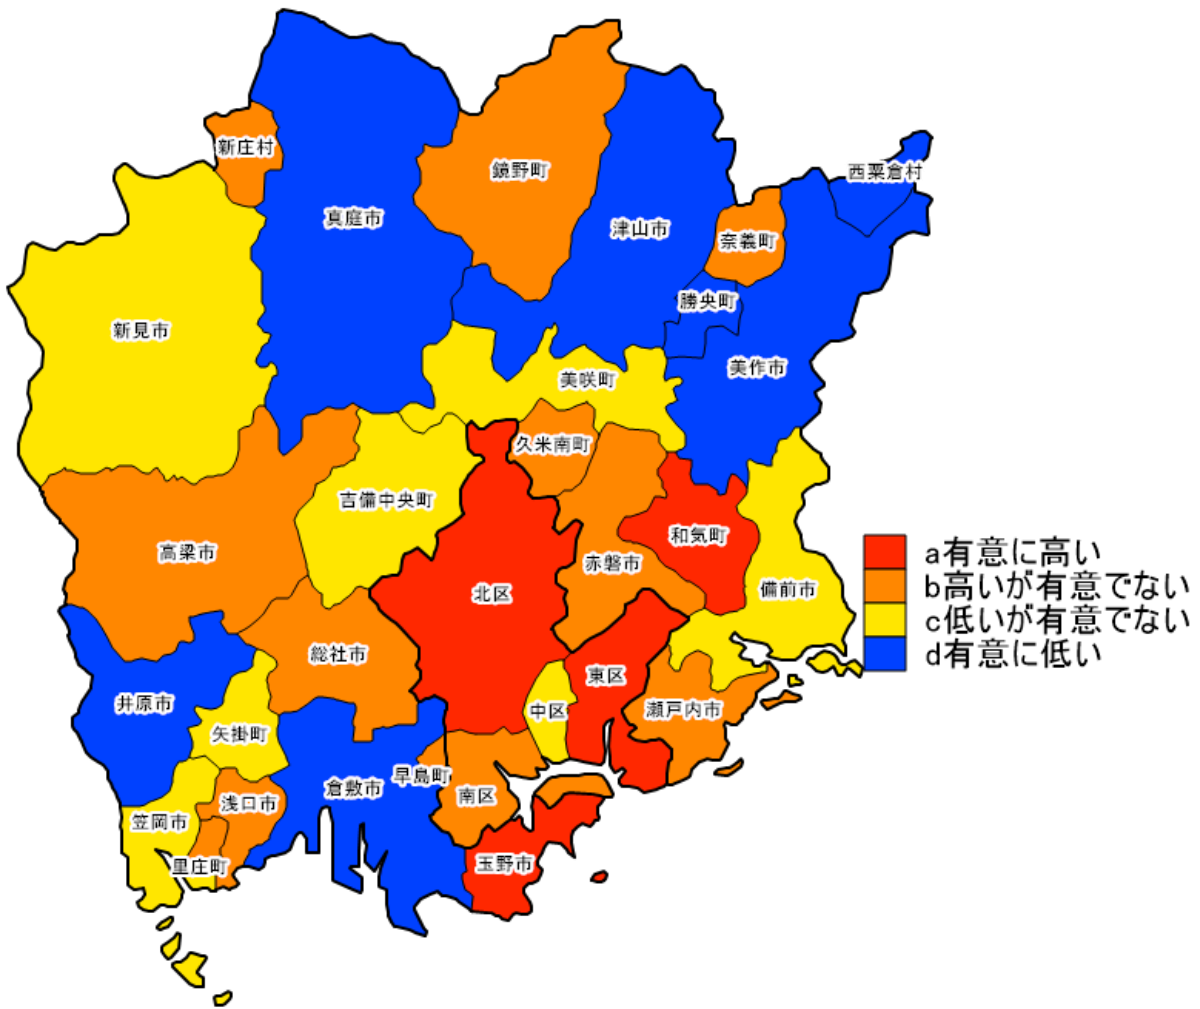 新庄村
鏡野町
西粟倉村
真庭市
津山市
奈義町
勝央町
新見市
美作市
美咲町
久米南町
吉備中央町
和気町
高梁市
赤磐市
備前市
北区
総社市
東区
井原市
中区
瀬戸内市
矢掛町
早島町
倉敷市
南区
浅口市
笠岡市
里庄町
玉野市
a有意に高い
b高いが有意でない
c低いが有意でない
d有意に低い